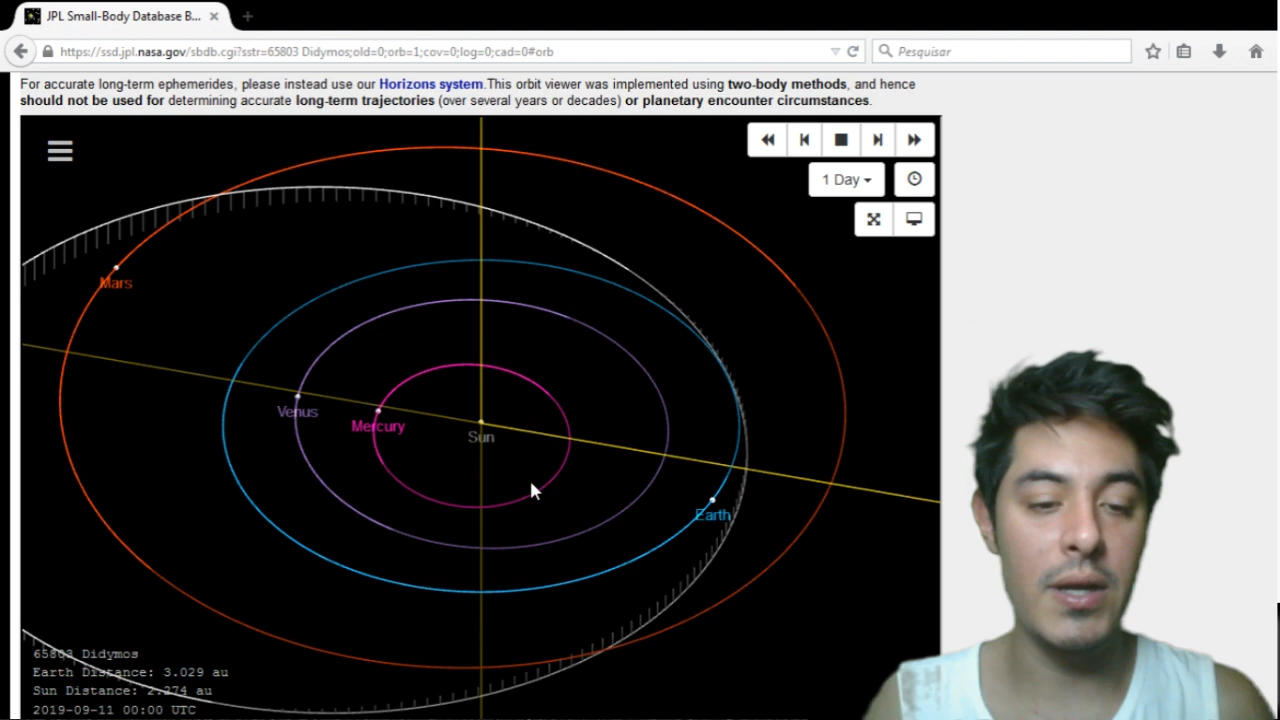 JPL Small-Body Database B...
https://ssd.jpl.nasa.gov/sbdb.cgi?sstr=65803 Didymos;old=0;orb=1;cov=0;log=0;cad=0#orb
Pesquisar
For accurate long-term ephemerides, please instead use our Horizons system.This orbit viewer was implemented using two-body methods, and hence
should not be used for determining accurate long-term trajectories (over several years or decades) or planetary encounter circumstances.
1 Day
Mars
Venus
Mercury
Sun
Earth
65803 Didymos
Earth Distance: 3.029 au
Sun Distance: 2.274 au
2019-09-11 00:00 UTC